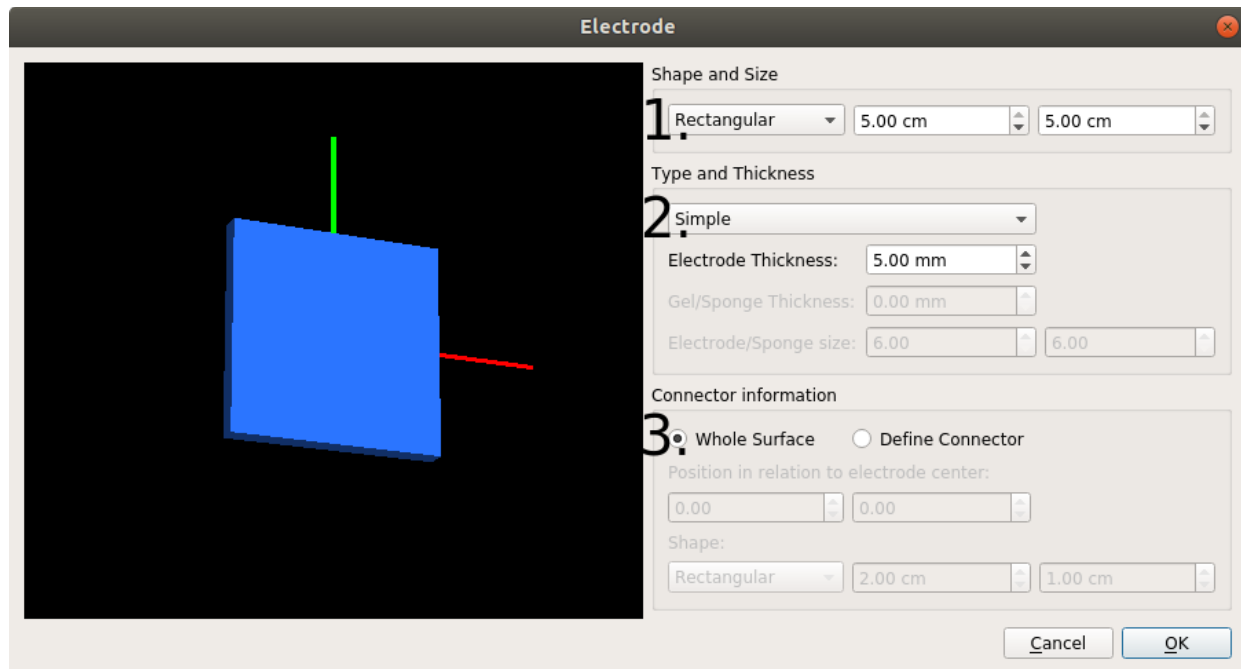 Electrode
Shape and Size
1. Rectangular 5.00 cm 5.00 cm
Type and Thickness
2. Simple
Electrode Thickness: 5.00 mm
Gel/Sponge Thickness: 0.00 mm
Electrode/Sponge size: 6.00 6.00
Connector information
3. Whole Surface Define Connector
Position in relation to electrode center:
0.00 0.00
Shape:
Rectangular 2.00 cm 1.00 cm
Cancel OK